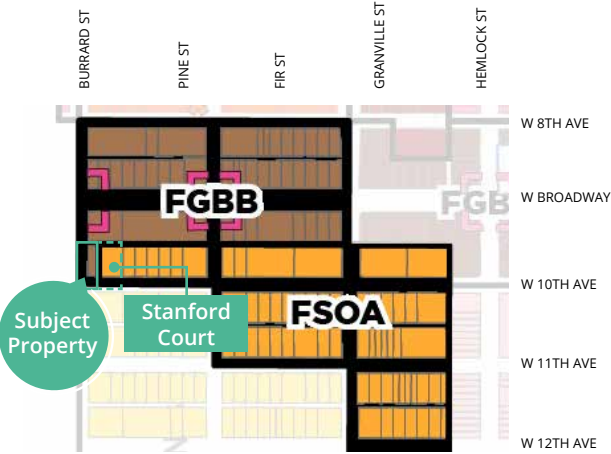 BURRARD ST
PINE ST
FIR ST
GRANVILLE ST
HEMLOCK ST
W 8TH AVE
W BROADWAY
FGBB
FGB
W 10TH AVE
Subject
Property
Stanford
Court
FSOA
W 11TH AVE
W 12TH AVE